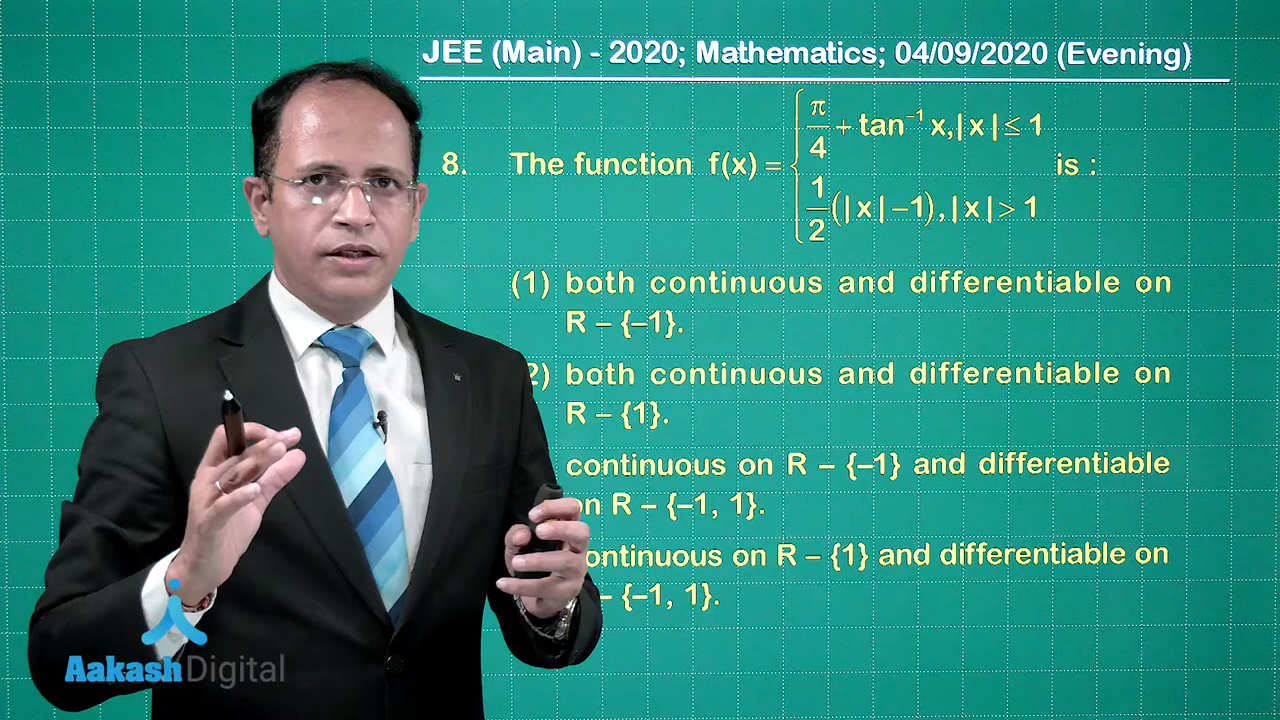 JEE (Main) - 2020; Mathematics; 04/09/2020 (Evening)
8. The function f(x) = { π/4 + tan⁻¹ x, |x| ≤ 1
1/2 (|x| −1), |x| > 1 is :
(1) both continuous and differentiable on
R – {–1}.
2) both continuous and differentiable on
R – {1}.
continuous on R – {–1} and differentiable
on R – {–1, 1}.
continuous on R – {1} and differentiable on
– {–1, 1}.
Aakash Digital